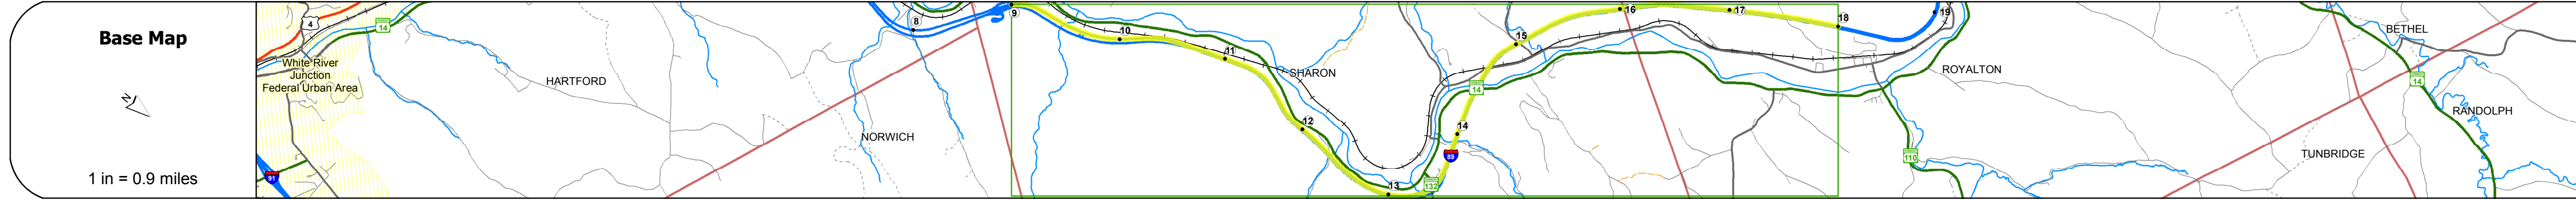 Base Map
N
1 in = 0.9 miles
4
14
White River
Junction
Federal Urban Area
91
HARTFORD
NORWICH
8
9
10
11
SHARON
12
13
132
89
14
14
15
16
17
18
19
ROYALTON
110
BETHEL
14
RANDOLPH
TUNBRIDGE